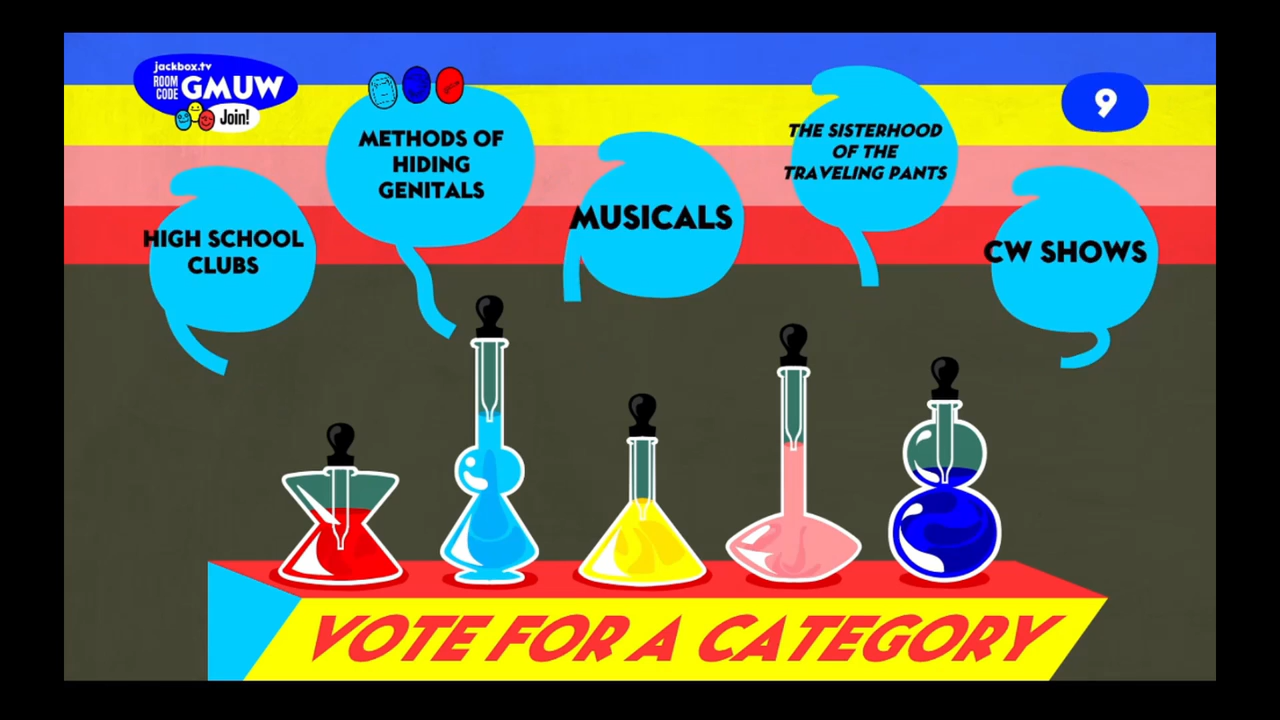 jackbox.tv
ROOM
CODE
GMUW
Join!
9
METHODS OF
HIDING
GENITALS
THE SISTERHOOD
OF THE
TRAVELING PANTS
MUSICALS
HIGH SCHOOL
CLUBS
CW SHOWS
VOTE FOR A CATEGORY